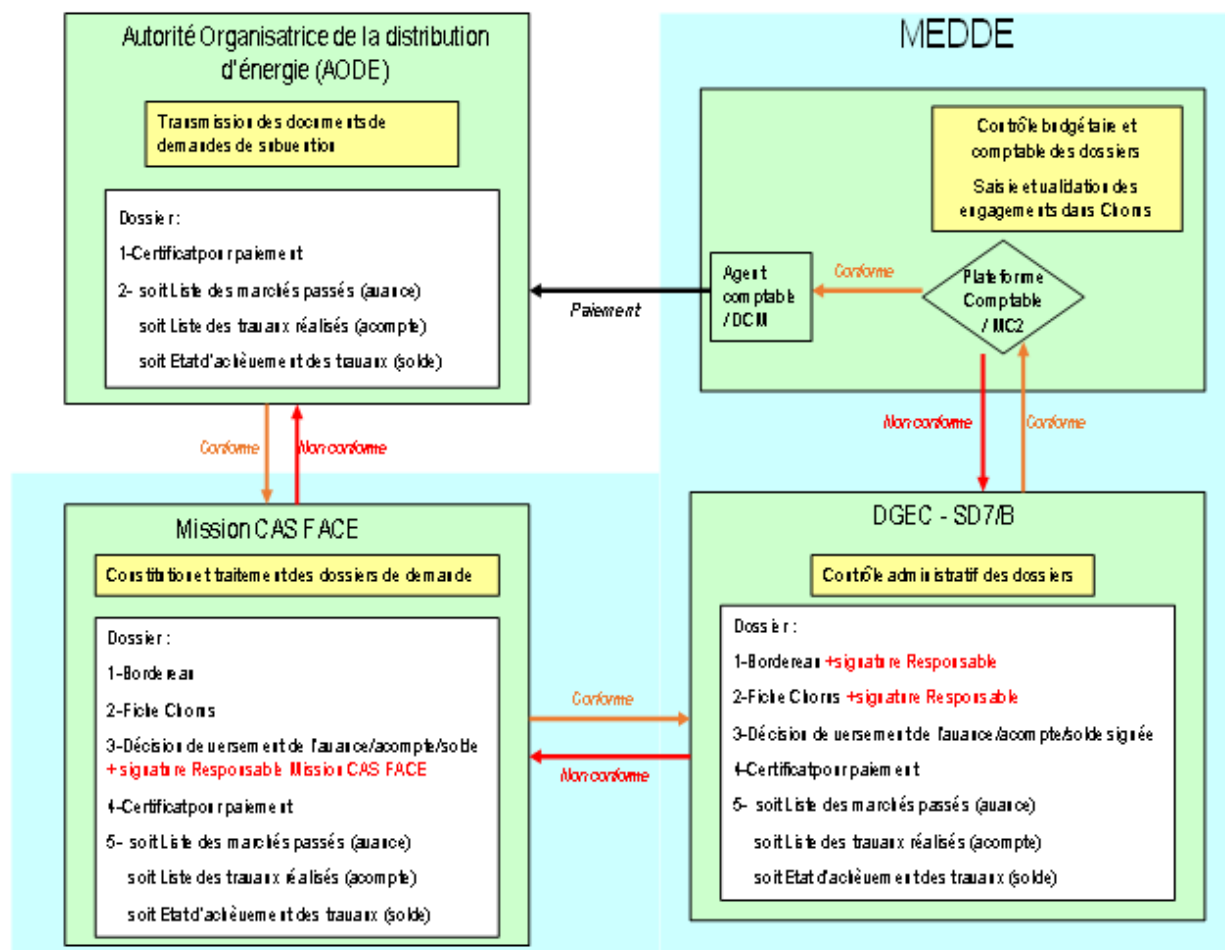 Autorité Organisatrice de la distribution
d'énergie (AODE)
Transmission des documents de
demandes de subvention
Dossier :
1-Certificat pour paiement
2- soit Liste des marchés passés (avance)
soit Liste des travaux réalisés (acompte)
soit Etat d'achèvement des travaux (solde)
MEDDE
Contrôle budgétaire et
comptable des dossiers
Saisie et validation des
engagements dans Chorus
Agent
comptable
/ DCM
Conforme
Plateforme
Comptable
/ MC2
Paiement
Conforme
Non conforme
Non conforme
Conforme
Mission CAS FACE
Constitution et traitement des dossiers de demande
Dossier :
1-Bordereau
2-Fiche Chorus
3-Décision de versement de l'avance/acompte/solde
+signature Responsable Mission CAS FACE
4-Certificat pour paiement
5- soit Liste des marchés passés (avance)
soit Liste des travaux réalisés (acompte)
soit Etat d'achèvement des travaux (solde)
Conforme
Non conforme
DGEC - SD7/B
Contrôle administratif des dossiers
Dossier :
1-Bordereau +signature Responsable
2-Fiche Chorus +signature Responsable
3-Décision de versement de l'avance/acompte/solde signée
4-Certificat pour paiement
5- soit Liste des marchés passés (avance)
soit Liste des travaux réalisés (acompte)
soit Etat d'achèvement des travaux (solde)